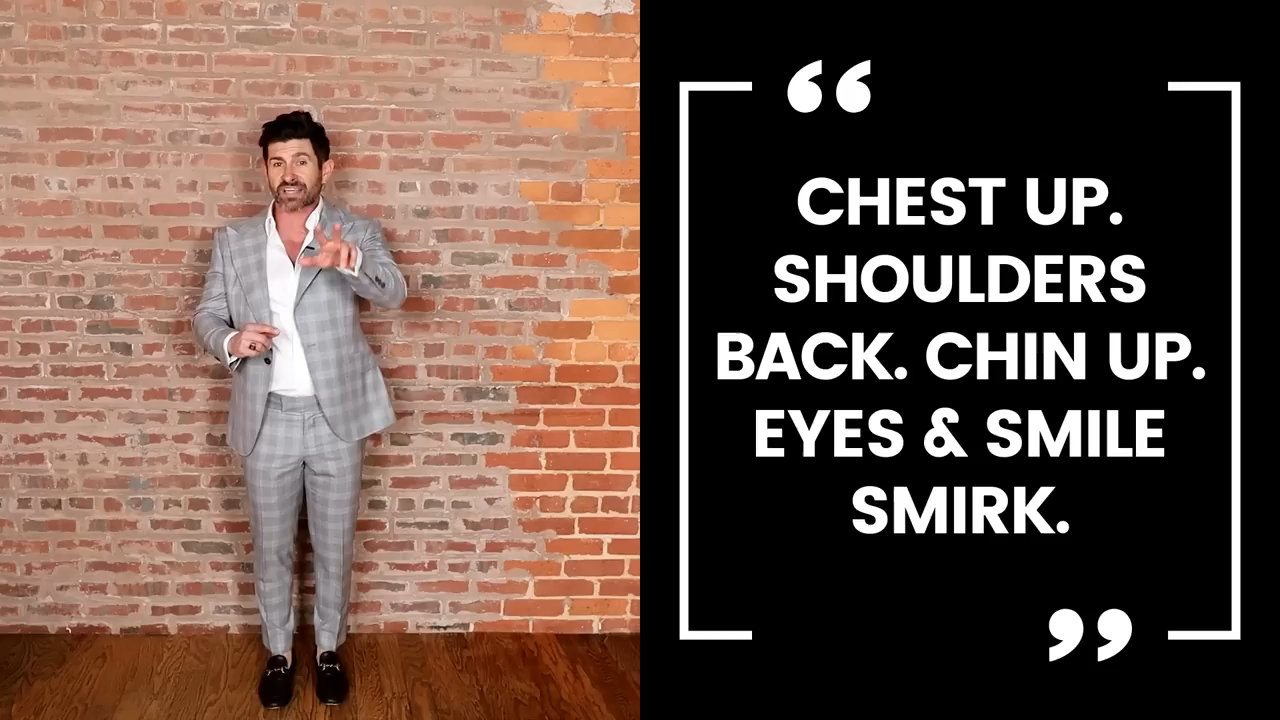 “
CHEST UP.
SHOULDERS
BACK. CHIN UP.
EYES & SMILE
SMIRK.
”